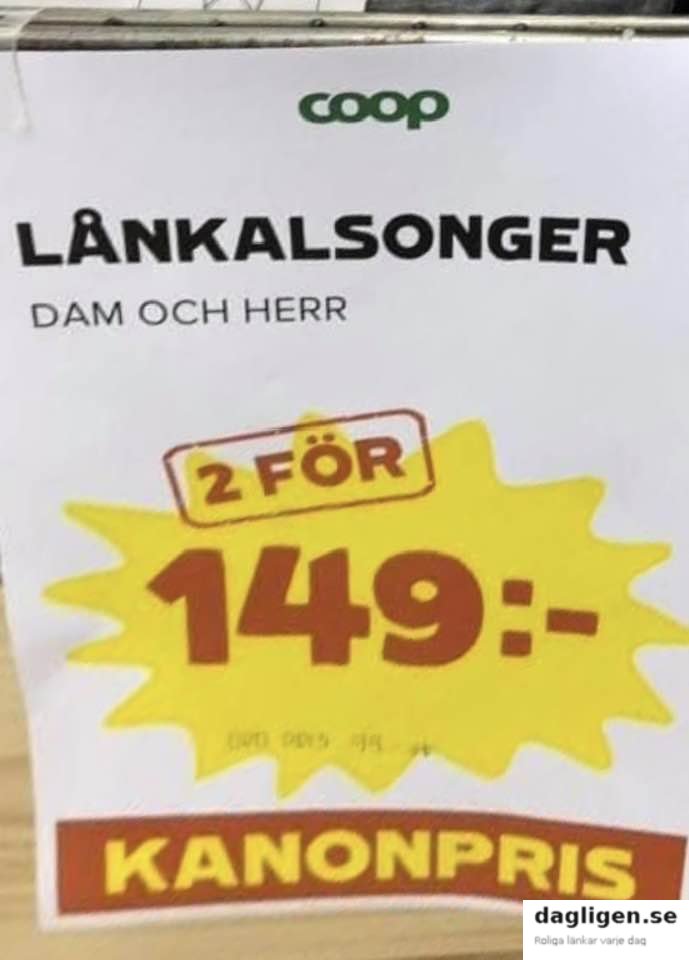 coop
LÅNKALSONGER
DAM OCH HERR
2 FÖR
149:-
KANONPRIS
dagligen.se
Roliga länkar varje dag